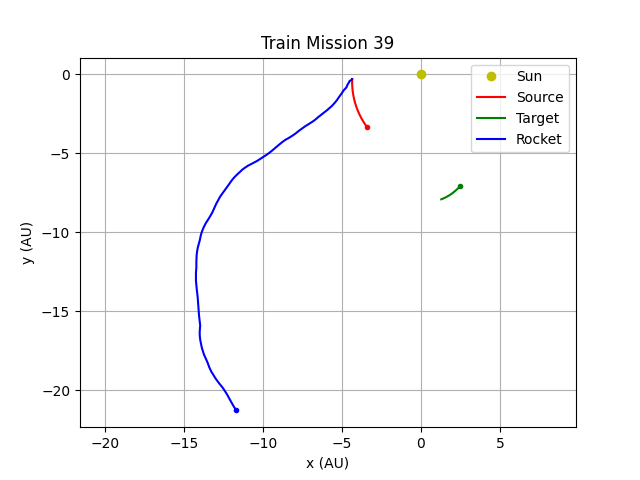 Train Mission 39
Sun
Source
Target
Rocket
0
−5
−10
−15
−20
y (AU)
−20 −15 −10 −5 0 5
x (AU)